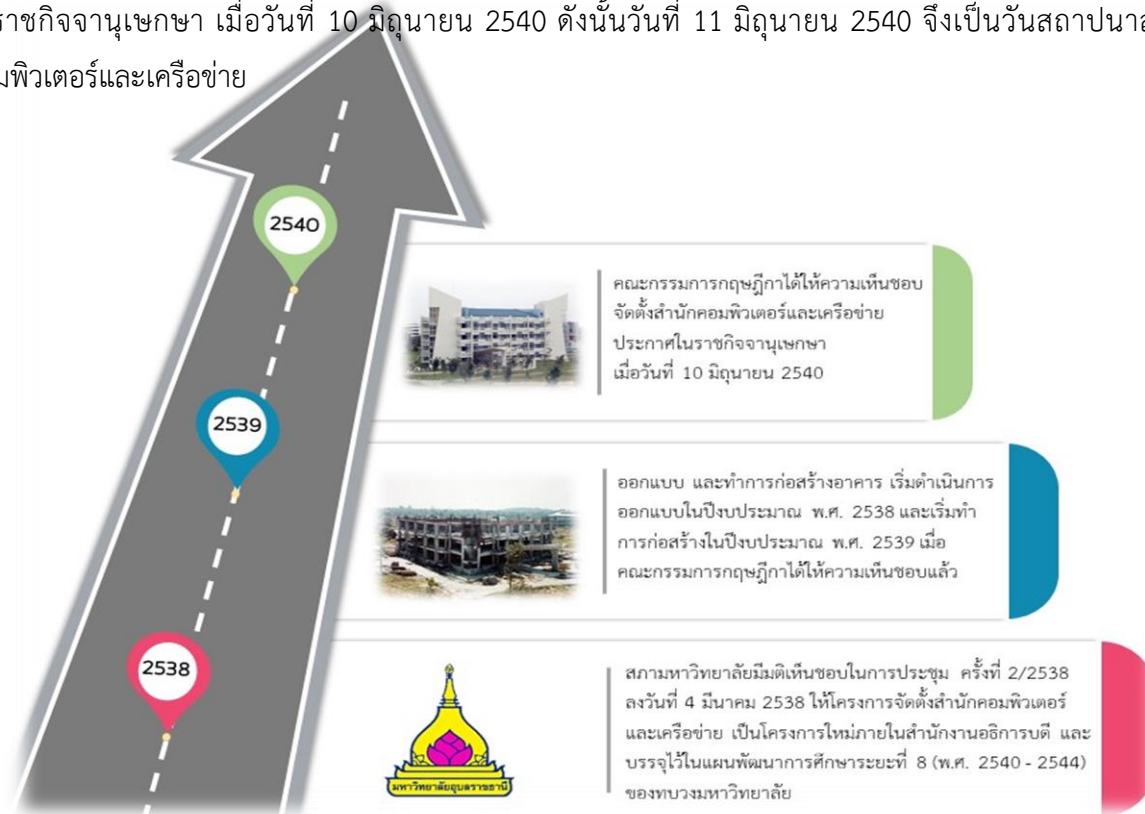 ราชกิจจานุเษกษา เมื่อวันที่ 10 มิถุนายน 2540 ดังนั้นวันที่ 11 มิถุนายน 2540 จึงเป็นวันสถาปนา
มพิวเตอร์และเครือข่าย
2540
คณะกรรมการกฤษฎีกาได้ให้ความเห็นชอบ
จัดตั้งสำนักคอมพิวเตอร์และเครือข่าย
ประกาศในราชกิจจานุเษกษา
เมื่อวันที่ 10 มิถุนายน 2540
2539
ออกแบบ และทำการก่อสร้างอาคาร เริ่มดำเนินการ
ออกแบบในปีงบประมาณ พ.ศ. 2538 และเริ่มทำ
การก่อสร้างในปีงบประมาณ พ.ศ. 2539 เมื่อ
คณะกรรมการกฤษฎีกาได้ให้ความเห็นชอบแล้ว
2538
สภามหาวิทยาลัยมีมติเห็นชอบในการประชุม ครั้งที่ 2/2538
ลงวันที่ 4 มีนาคม 2538 ให้โครงการจัดตั้งสำนักคอมพิวเตอร์
และเครือข่าย เป็นโครงการใหม่ภายในสำนักงานอธิการบดี และ
บรรจุไว้ในแผนพัฒนาการศึกษาระยะที่ 8 (พ.ศ. 2540 - 2544)
ของทบวงมหาวิทยาลัย
มหาวิทยาลัยอุบลราชธานี